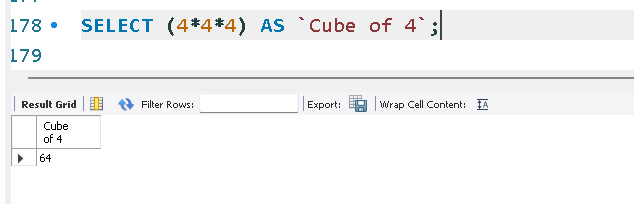 178 SELECT (4*4*4) AS `Cube of 4`;
179
Result Grid Filter Rows: Export: Wrap Cell Content:
Cube
of 4
64